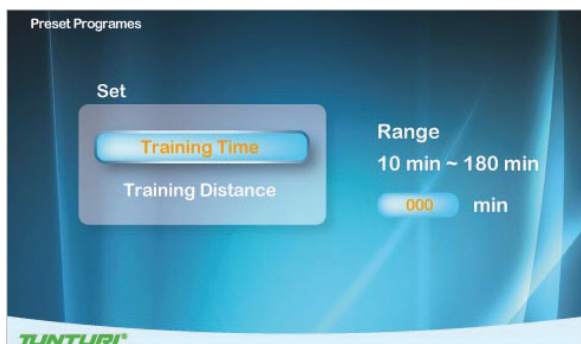 Preset Programes
Set
Training Time
Training Distance
Range
10 min ~ 180 min
000 min
TUNTURI®